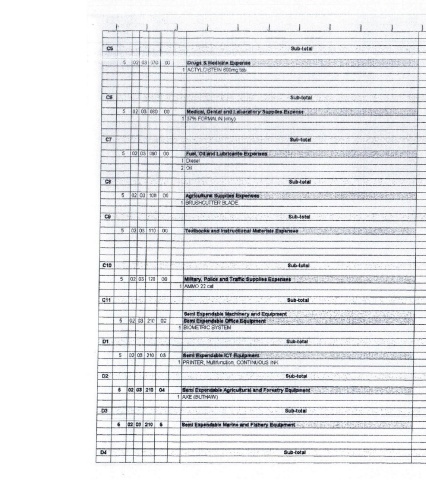 C5 Sub-total
5 02 03 070 00 Drugs & Medicine Expense
1 ACTYLCISTEIN 600mg tab
C6 Sub-total
5 02 03 080 00 Medical, Dental and Laboratory Supplies Expense
1 37% FORMALIN
C7 Sub-total
5 02 03 090 00 Fuel, Oil and Lubricants Expenses
1 Diesel
2 Oil
C8 Sub-total
5 02 03 100 00 Agricultural Supplies Expenses
1 BRUSHCUTTER BLADE
C9 Sub-total
5 02 03 110 00 Textbooks and Instructional Materials Expenses
C10 Sub-total
5 02 03 120 00 Military, Police and Traffic Supplies Expenses
1 AMMO 22 cal
C11 Sub-total
Semi Expendable Machinery and Equipment
5 02 03 210 02 Semi Expendable Office Equipment
1 BIOMETRIC SYSTEM
D1 Sub-total
5 02 03 210 03 Semi Expendable ICT Equipment
1 PRINTER, Multifunction, CONTINUOUS INK
D2 Sub-total
5 02 03 210 04 Semi Expendable Agricultural and Forestry Equipment
1 AXE (BUTHAW)
D3 Sub-total
5 02 03 210 5 Semi Expendable Marine and Fishery Equipment
D4 Sub-total